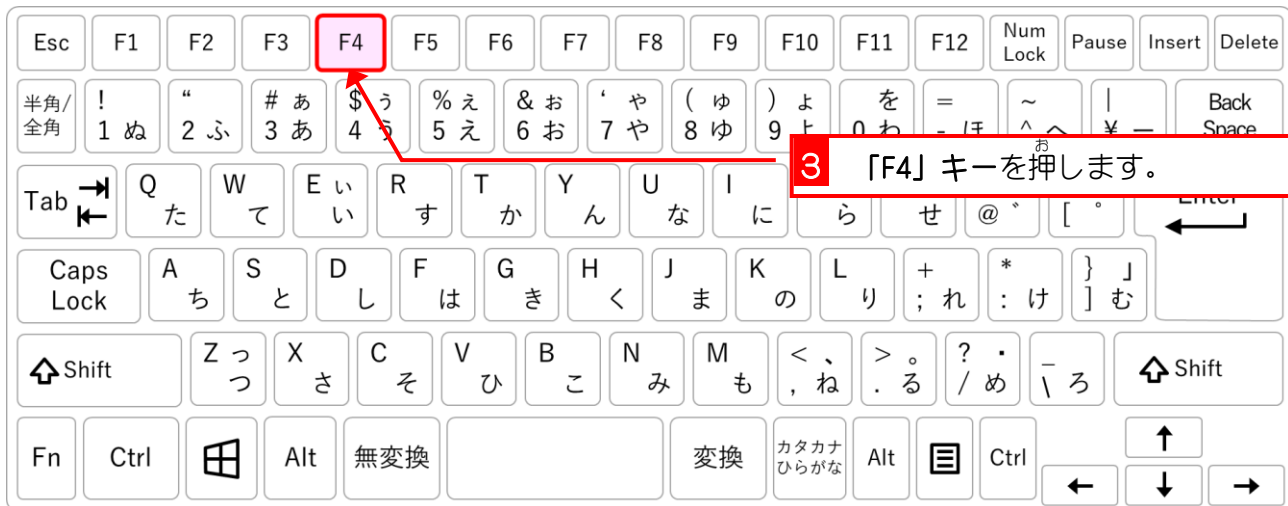 Esc F1 F2 F3 F4 F5 F6 F7 F8 F9 F10 F11 F12 Num Lock Pause Insert Delete
半角/全角 ! 1 ぬ “ 2 ふ # ぁ 3 あ $ ぅ 4 う % ぇ 5 え & ぉ 6 お ‘ ゃ 7 や ( ゅ 8 ゆ ) ょ 9 よ を 0 わ = - ほ ~ ^ へ | ¥ ー Back Space
3 「F4」キーを押します。
お
Tab Q た W て E ぃ い R す T か Y ん U な I に ら せ @ ゛ [ ゜ Enter
Caps Lock A ち S と D し F は G き H く J ま K の L り + ; れ * : け } 」 ] む
Shift Z っ つ X さ C そ V ひ B こ N み M も < 、 , ね > 。 . る ? ・ / め _ \ ろ Shift
Fn Ctrl Alt 無変換 変換 カタカナ ひらがな Alt Ctrl ↑
← ↓ →